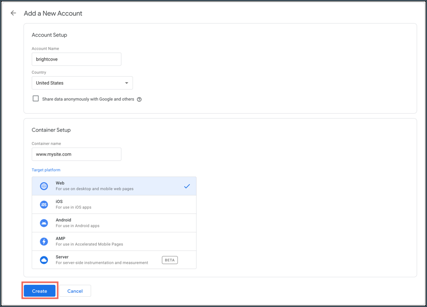 Add a New Account
Account Setup
Account Name
brightcove
Country
United States
Share data anonymously with Google and others
Container Setup
Container name
www.mysite.com
Target platform
Web
For use on desktop and mobile web pages
iOS
For use in iOS apps
Android
For use in Android apps
AMP
For use in Accelerated Mobile Pages
Server
For server-side instrumentation and measurement
BETA
Create
Cancel